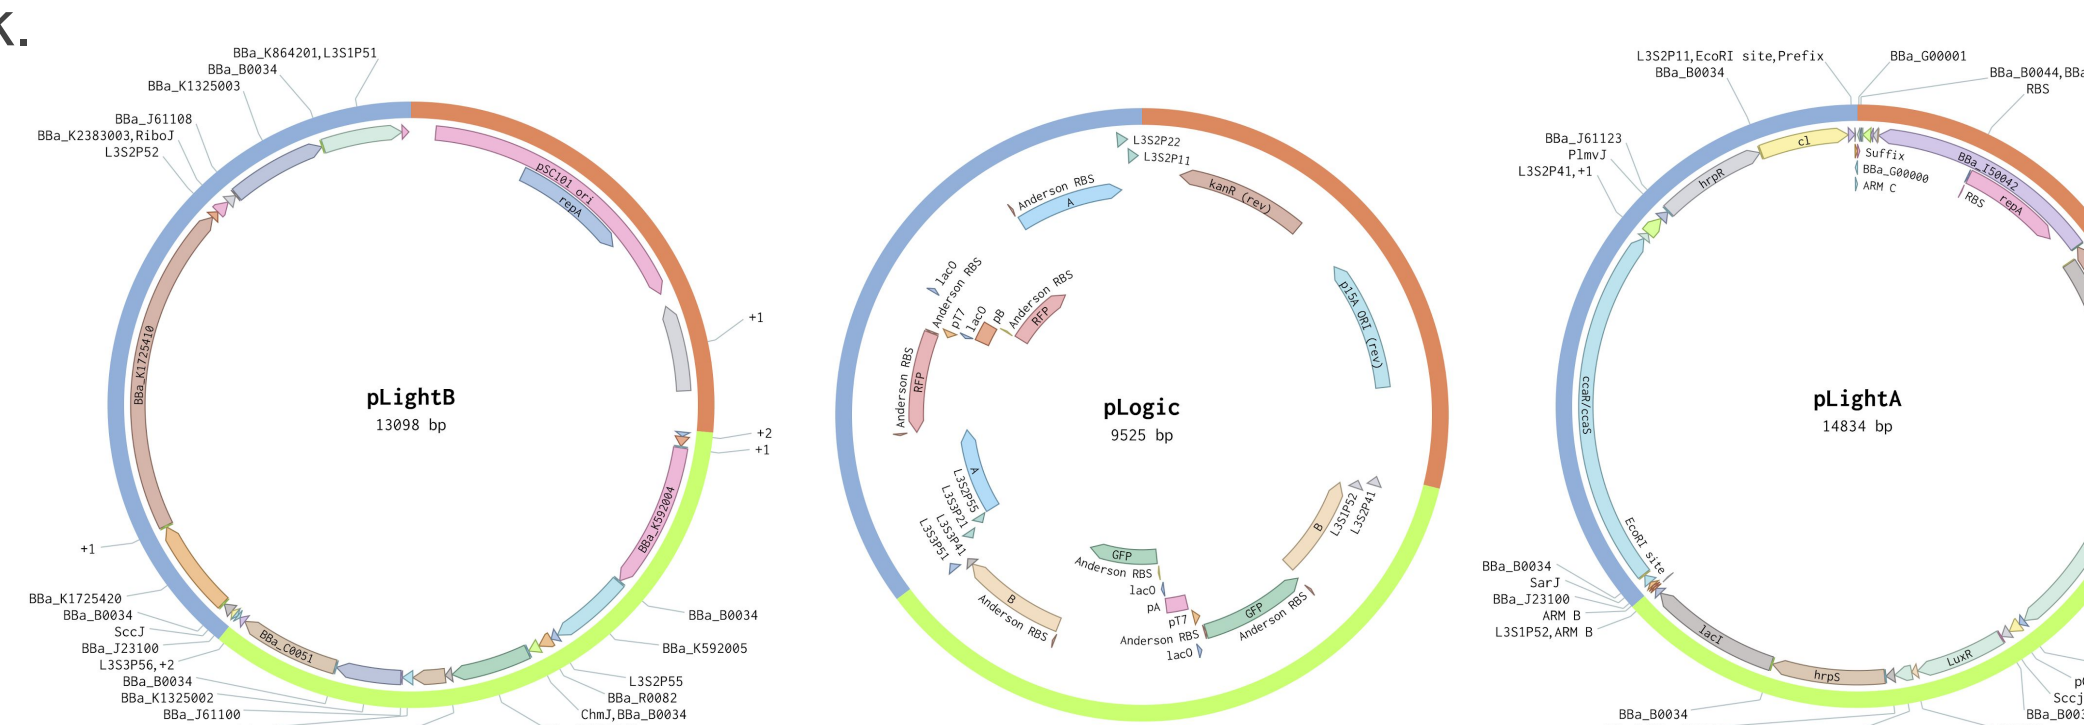 k.
BBa_K864201,L3S1P51
BBa_B0034
BBa_K1325003
BBa_J61108
BBa_K2383003,RiboJ
L3S2P52
pSC101 ori
repA
+1
+2
+1
BBa_K592004
BBa_B0034
BBa_K592005
L3S2P55
BBa_R0082
ChmJ,BBa_B0034
BBa_K1725410
+1
BBa_K1725420
BBa_B0034
SccJ
BBa_J23100
L3S3P56,+2
BBa_B0034
BBa_K1325002
BBa_J61100
BBa_C0051
pLightB
13098 bp
L3S2P22
L3S2P11
kanR (rev)
p15A ORI (rev)
Anderson RBS
A
lacO
Anderson RBS
pT7
lacO
pB
Anderson RBS
RFP
Anderson RBS
RFP
pLogic
9525 bp
A
L3S2P55
L3S3P21
L3S3P41
L3S3P51
B
Anderson RBS
GFP
Anderson RBS
lacO
pA
pT7
Anderson RBS
lacO
GFP
Anderson RBS
B
L3S1P52
L3S2P41
L3S2P11,EcoRI site,Prefix
BBa_B0034
BBa_G00001
BBa_B0044,BBa
RBS
BBa_J61123
PlmvJ
L3S2P41,+1
hrpR
cl
Suffix
BBa_G00000
ARM C
BBa_I50042
repA
RBS
ccaR/ccaS
pLightA
14834 bp
EcoRI site
BBa_B0034
SarJ
BBa_J23100
ARM B
L3S1P52,ARM B
lacI
hrpS
LuxR
BBa_B0034
Sccj
BBa_B003